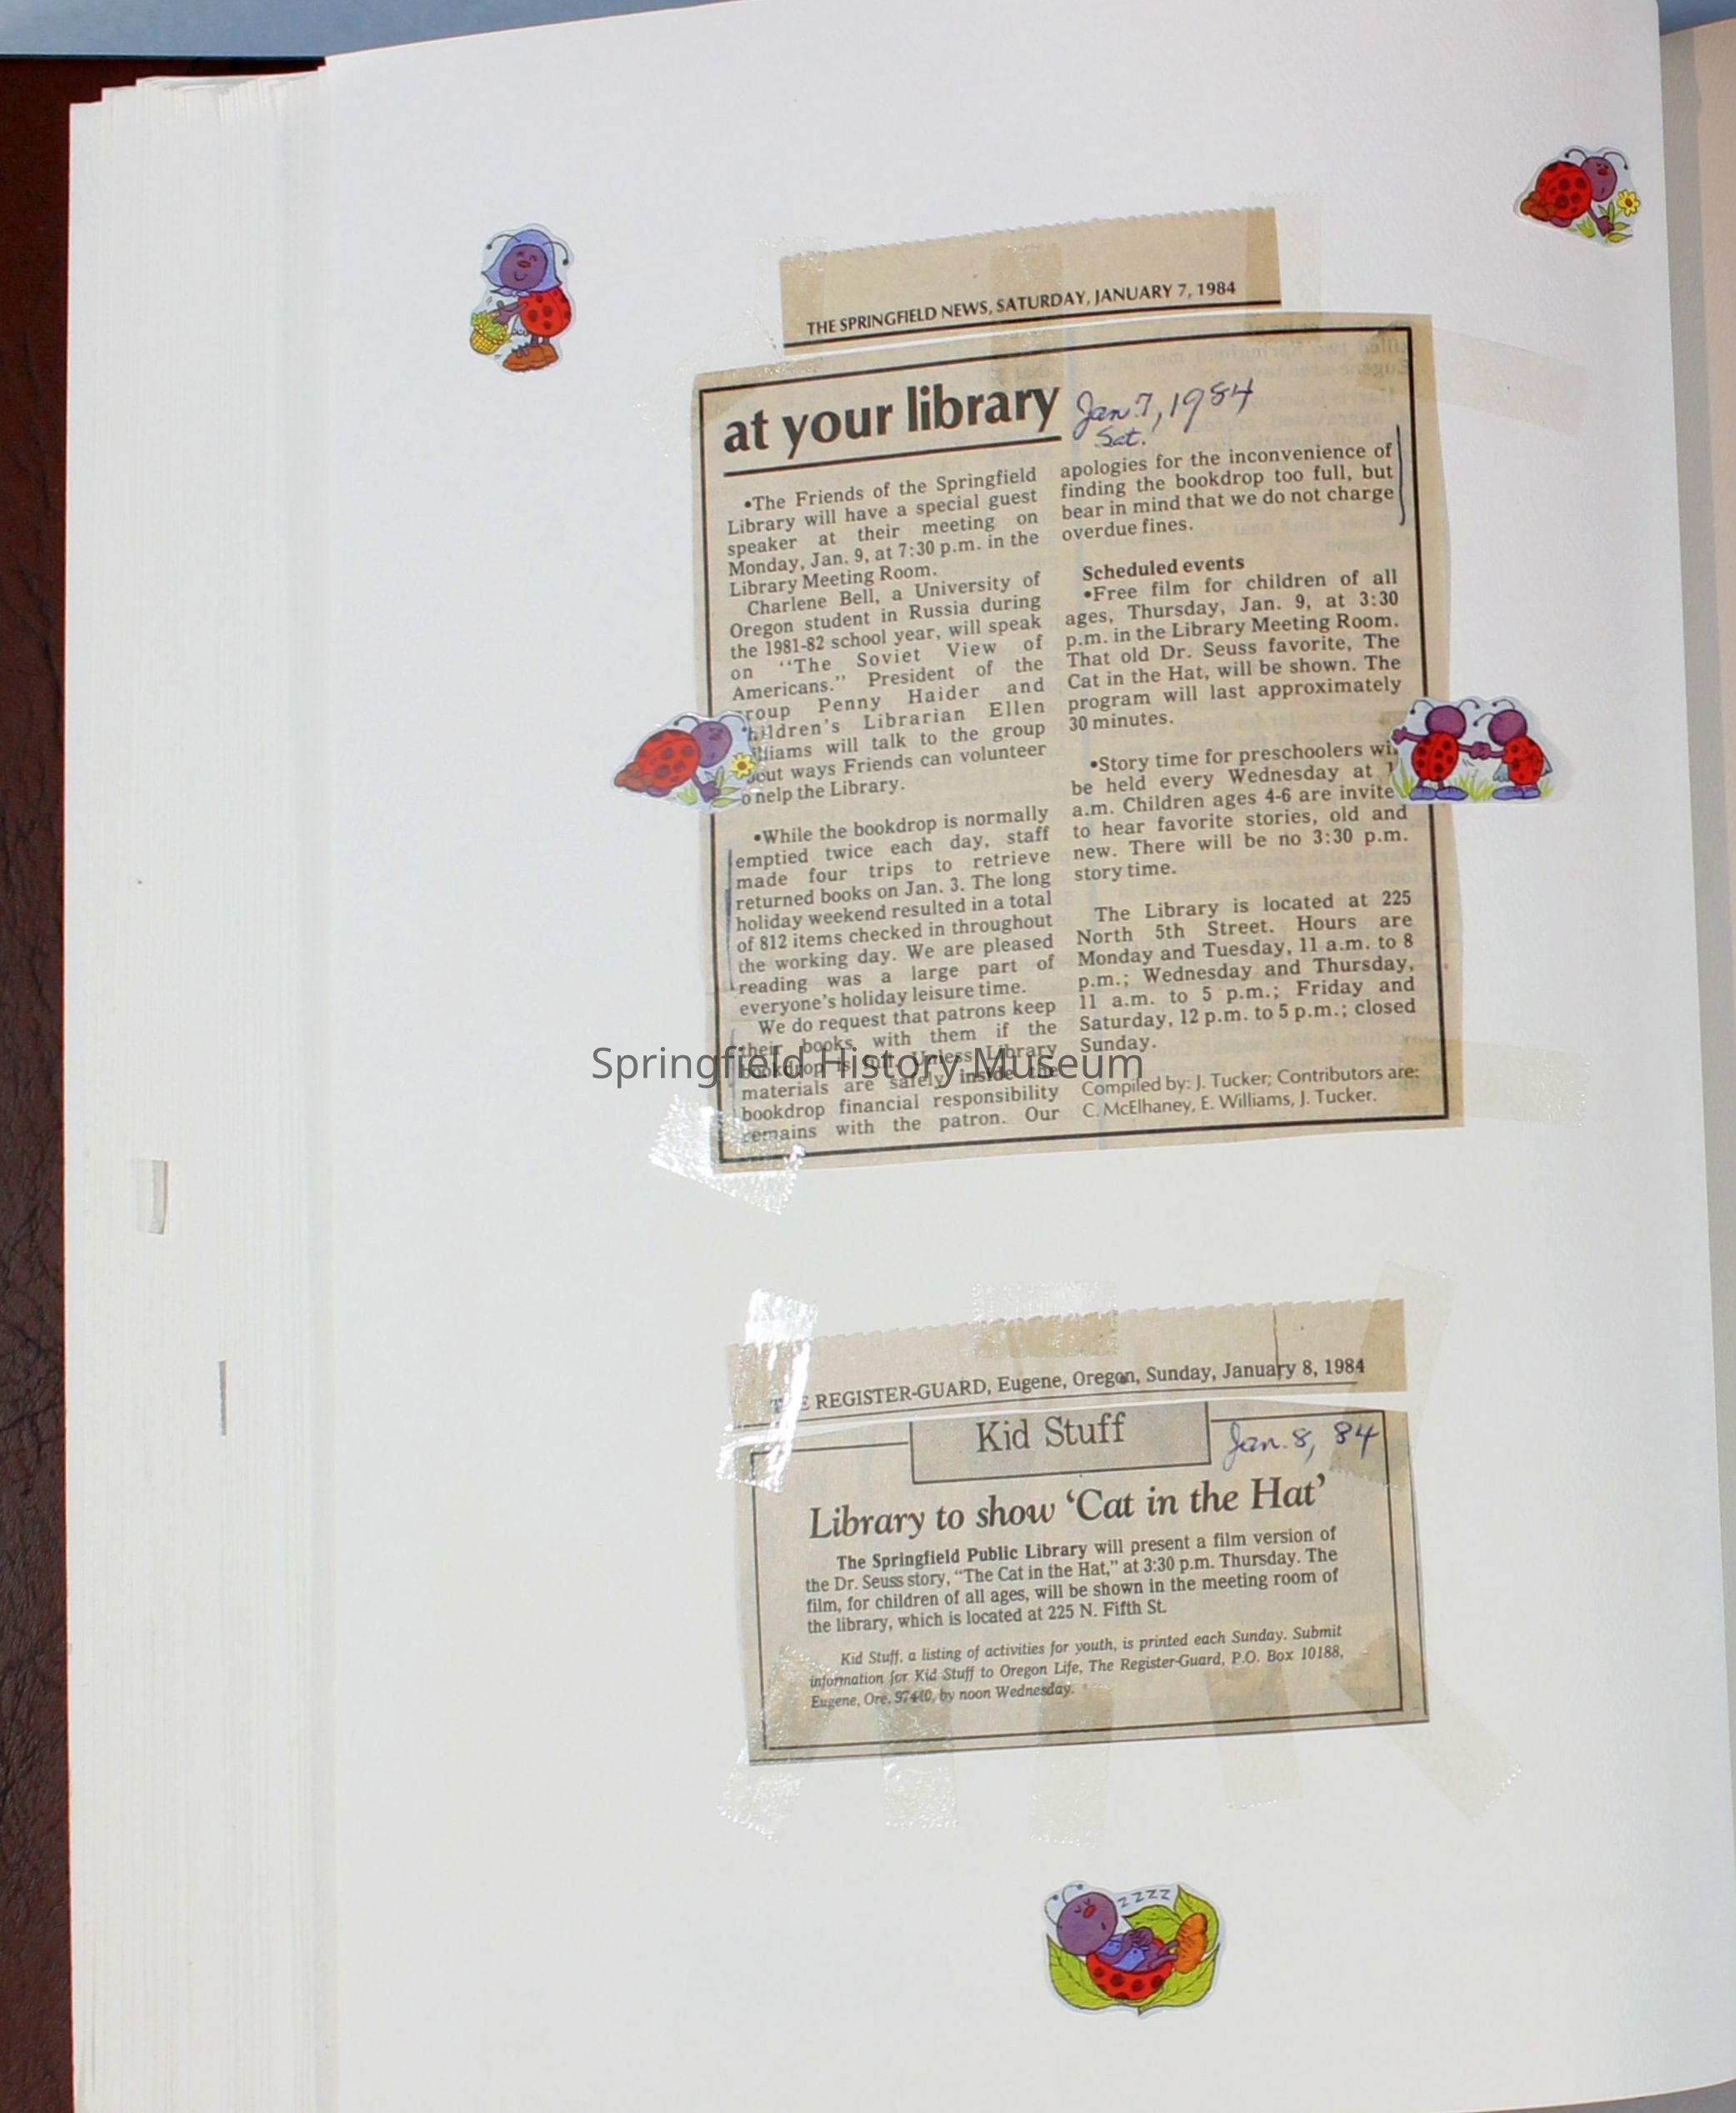 THE SPRINGFIELD NEWS, SATURDAY, JANUARY 7, 1984
at your library
Jan 7, 1984
Sat.
•The Friends of the Springfield
Library will have a special guest
speaker at their meeting on
Monday, Jan. 9, at 7:30 p.m. in the
Library Meeting Room.
Charlene Bell, a University of
Oregon student in Russia during
the 1981-82 school year, will speak
on "The Soviet View of
Americans." President of the
roup Penny Haider and
ildren's Librarian Ellen
lliams will talk to the group
out ways Friends can volunteer
o help the Library.
•While the bookdrop is normally
emptied twice each day, staff
made four trips to retrieve
returned books on Jan. 3. The long
holiday weekend resulted in a total
of 812 items checked in throughout
the working day. We are pleased
reading was a large part of
everyone's holiday leisure time.
We do request that patrons keep
their books with them if the
bookdrop is full. Unless Library
materials are safely inside the
bookdrop financial responsibility
remains with the patron. Our
apologies for the inconvenience of
finding the bookdrop too full, but
bear in mind that we do not charge
overdue fines.
Scheduled events
•Free film for children of all
ages, Thursday, Jan. 9, at 3:30
p.m. in the Library Meeting Room.
That old Dr. Seuss favorite, The
Cat in the Hat, will be shown. The
program will last approximately
30 minutes.
•Story time for preschoolers wi
be held every Wednesday at 1
a.m. Children ages 4-6 are invite
to hear favorite stories, old and
new. There will be no 3:30 p.m.
story time.
The Library is located at 225
North 5th Street. Hours are
Monday and Tuesday, 11 a.m. to 8
p.m.; Wednesday and Thursday,
11 a.m. to 5 p.m.; Friday and
Saturday, 12 p.m. to 5 p.m.; closed
Sunday.
Compiled by: J. Tucker; Contributors are:
C. McElhaney, E. Williams, J. Tucker.
Springfield History Museum
THE REGISTER-GUARD, Eugene, Oregon, Sunday, January 8, 1984
Kid Stuff
Jan. 8, 84
Library to show 'Cat in the Hat'
The Springfield Public Library will present a film version of
the Dr. Seuss story, "The Cat in the Hat," at 3:30 p.m. Thursday. The
film, for children of all ages, will be shown in the meeting room of
the library, which is located at 225 N. Fifth St.
Kid Stuff, a listing of activities for youth, is printed each Sunday. Submit
information for Kid Stuff to Oregon Life, The Register-Guard, P.O. Box 10188,
Eugene, Ore. 97440, by noon Wednesday.
zzzz